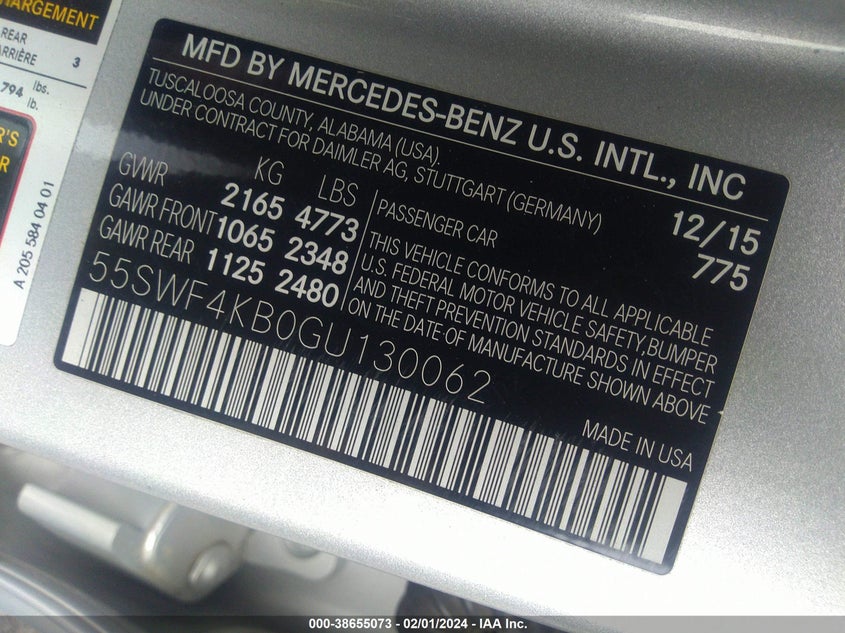 HARGEMENT
REAR
ARRIÈRE 3
794 lbs.
lb.
R'S
R
A 205 584 04 01
MFD BY MERCEDES-BENZ U.S. INTL., INC
TUSCALOOSA COUNTY, ALABAMA (USA).
UNDER CONTRACT FOR DAIMLER AG, STUTTGART (GERMANY)
KG LBS
GVWR 2165 4773
GAWR FRONT 1065 2348
GAWR REAR 1125 2480
PASSENGER CAR 12/15
775
THIS VEHICLE CONFORMS TO ALL APPLICABLE
U.S. FEDERAL MOTOR VEHICLE SAFETY,BUMPER
AND THEFT PREVENTION STANDARDS IN EFFECT
ON THE DATE OF MANUFACTURE SHOWN ABOVE
55SWF4KB0GU130062
MADE IN USA
000-38655073 - 02/01/2024 - IAA Inc.